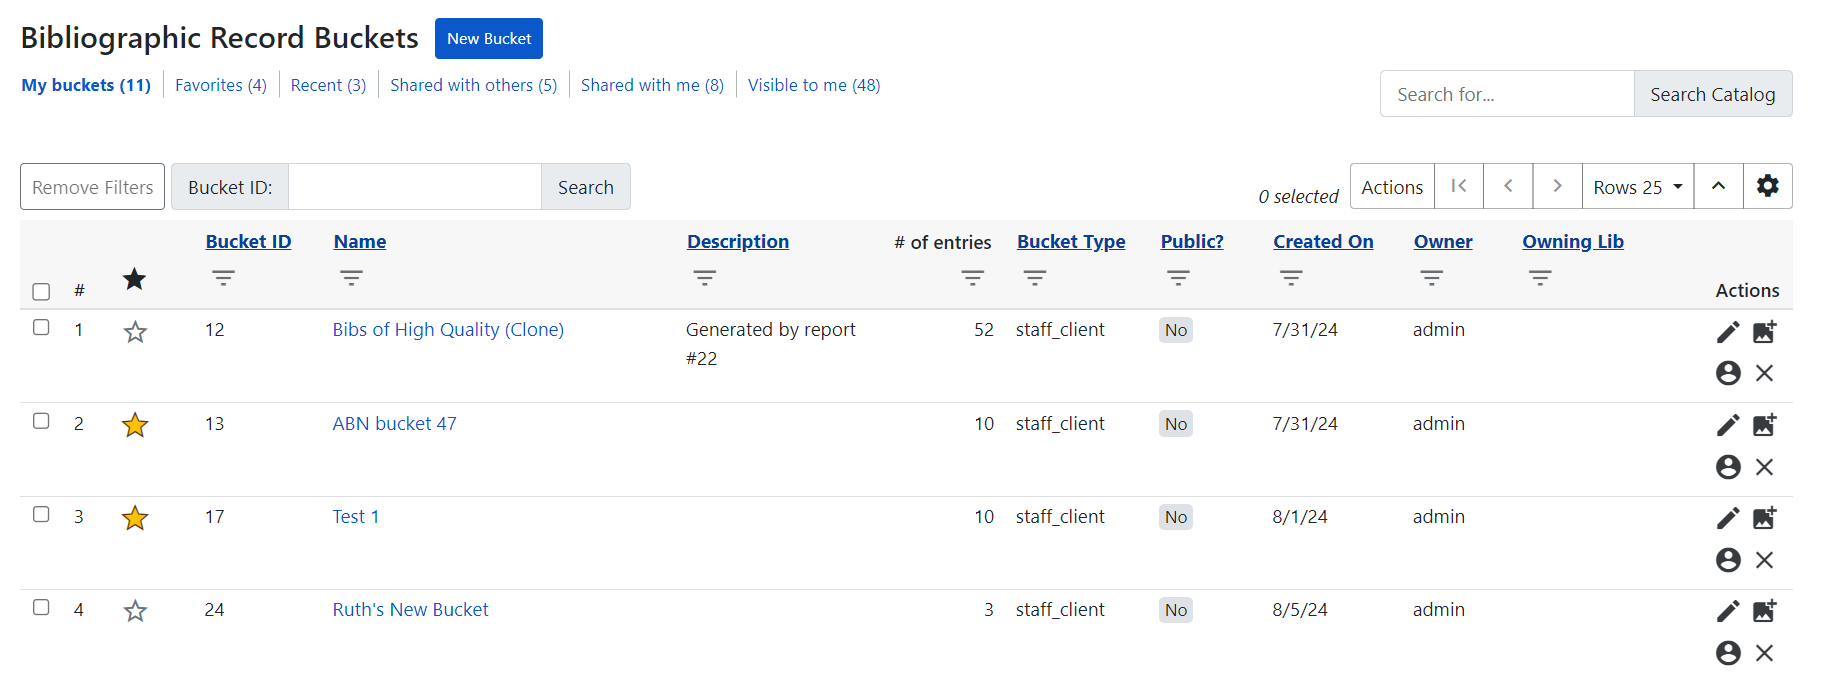 Bibliographic Record Buckets New Bucket
My buckets (11) Favorites (4) Recent (3) Shared with others (5) Shared with me (8) Visible to me (48)
Search for... Search Catalog
Remove Filters Bucket ID: Search 0 selected Actions Rows 25
Bucket ID Name Description # of entries Bucket Type Public? Created On Owner Owning Lib
# Actions
1 12 Bibs of High Quality (Clone) Generated by report 52 staff_client No 7/31/24 admin
#22
2 13 ABN bucket 47 10 staff_client No 7/31/24 admin
3 17 Test 1 10 staff_client No 8/1/24 admin
4 24 Ruth's New Bucket 3 staff_client No 8/5/24 admin